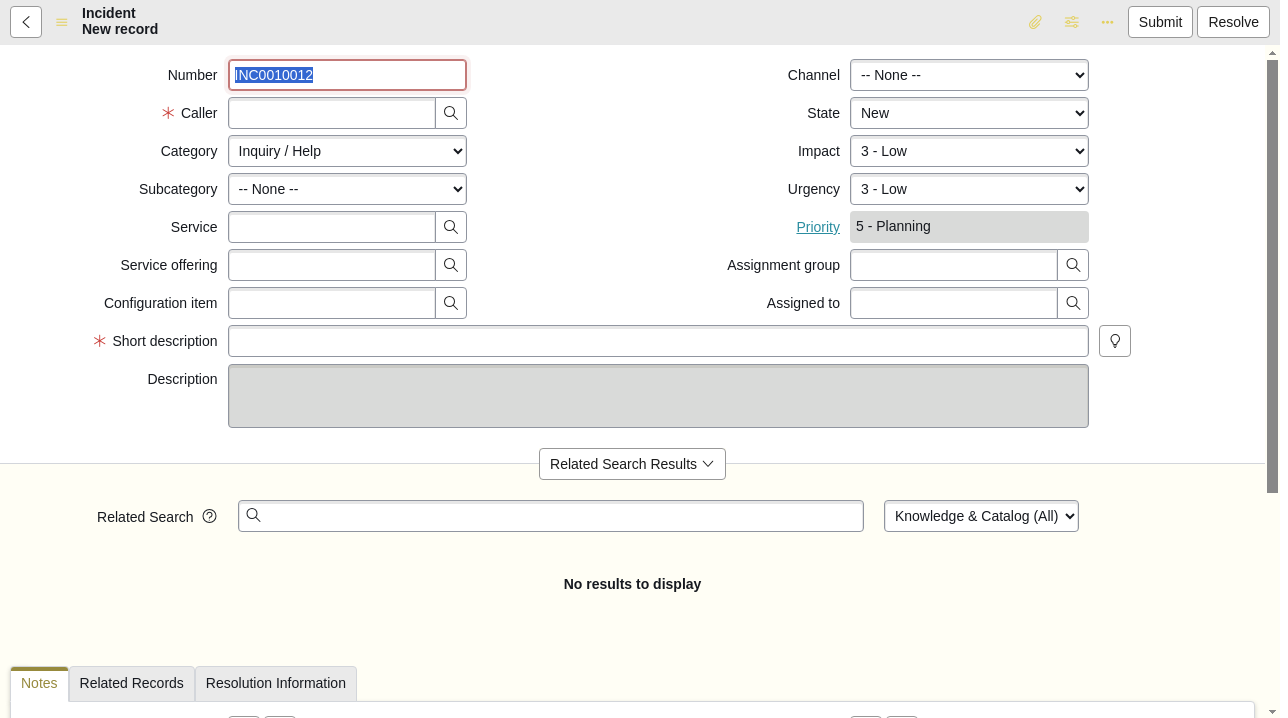 Incident
New record
Submit
Resolve
Number
INC0010012
Channel
-- None --
Caller
State
New
Category
Inquiry / Help
Impact
3 - Low
Subcategory
-- None --
Urgency
3 - Low
Service
Priority
5 - Planning
Service offering
Assignment group
Configuration item
Assigned to
Short description
Description
Related Search Results
Related Search
Knowledge & Catalog (All)
No results to display
Notes
Related Records
Resolution Information